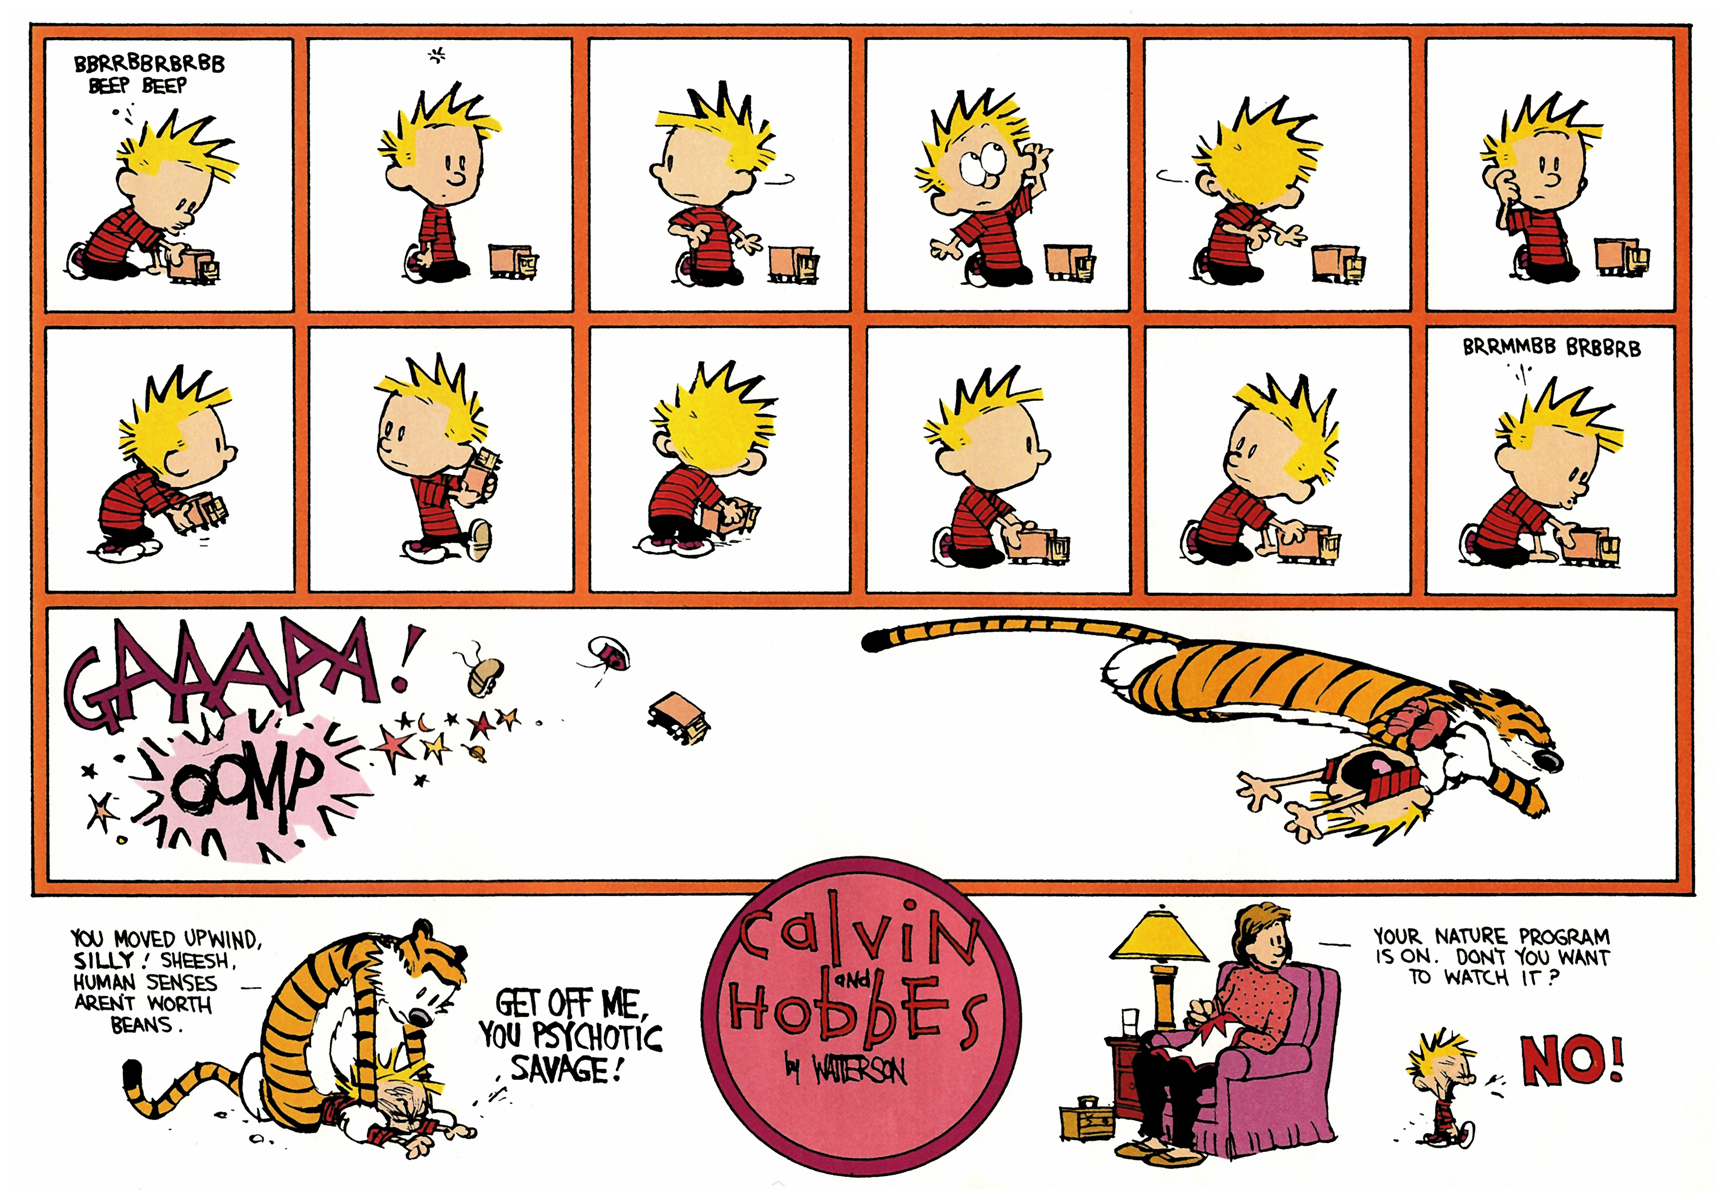 BBRRBBRBRBB
BEEP BEEP
BRRMMBB BRBBRB
GAAAPA!
OOMP
YOU MOVED UPWIND,
SILLY! SHEESH,
HUMAN SENSES
AREN'T WORTH
BEANS.
GET OFF ME,
YOU PSYCHOTIC
SAVAGE!
CALVIN
AND
HOBBES
by WATTERSON
YOUR NATURE PROGRAM
IS ON. DON'T YOU WANT
TO WATCH IT?
NO!